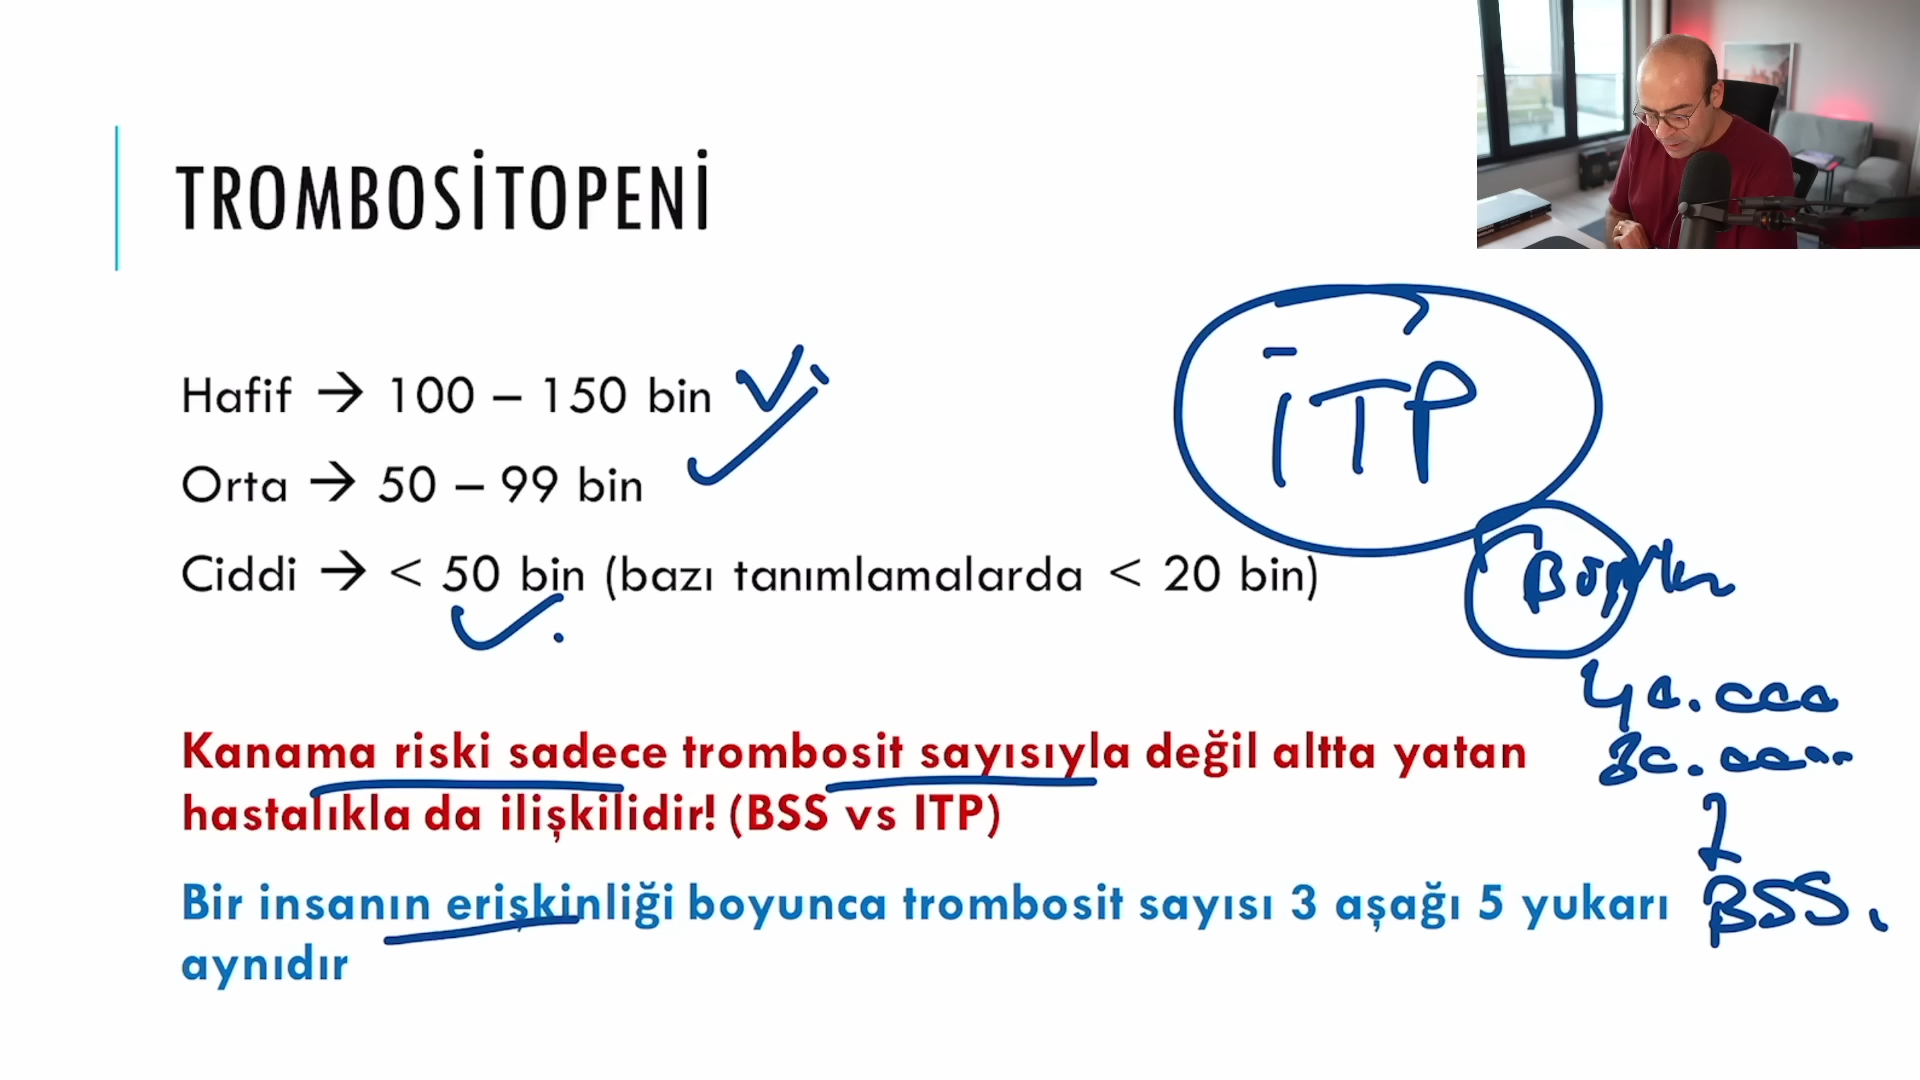 TROMBOSİTOPENİ
Hafif → 100 – 150 bin
Orta → 50 – 99 bin
Ciddi → < 50 bin (bazı tanımlamalarda < 20 bin)
Kanama riski sadece trombosit sayısıyla değil altta yatan
hastalıkla da ilişkilidir! (BSS vs ITP)
Bir insanın erişkinliği boyunca trombosit sayısı 3 aşağı 5 yukarı
aynıdır
İTP
BSS.